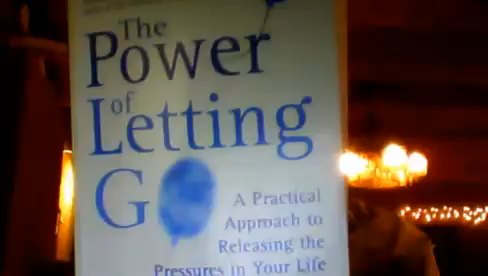 The
Power
of
Letting
GO
A Practical
Approach to
Releasing the
Pressures in Your Life